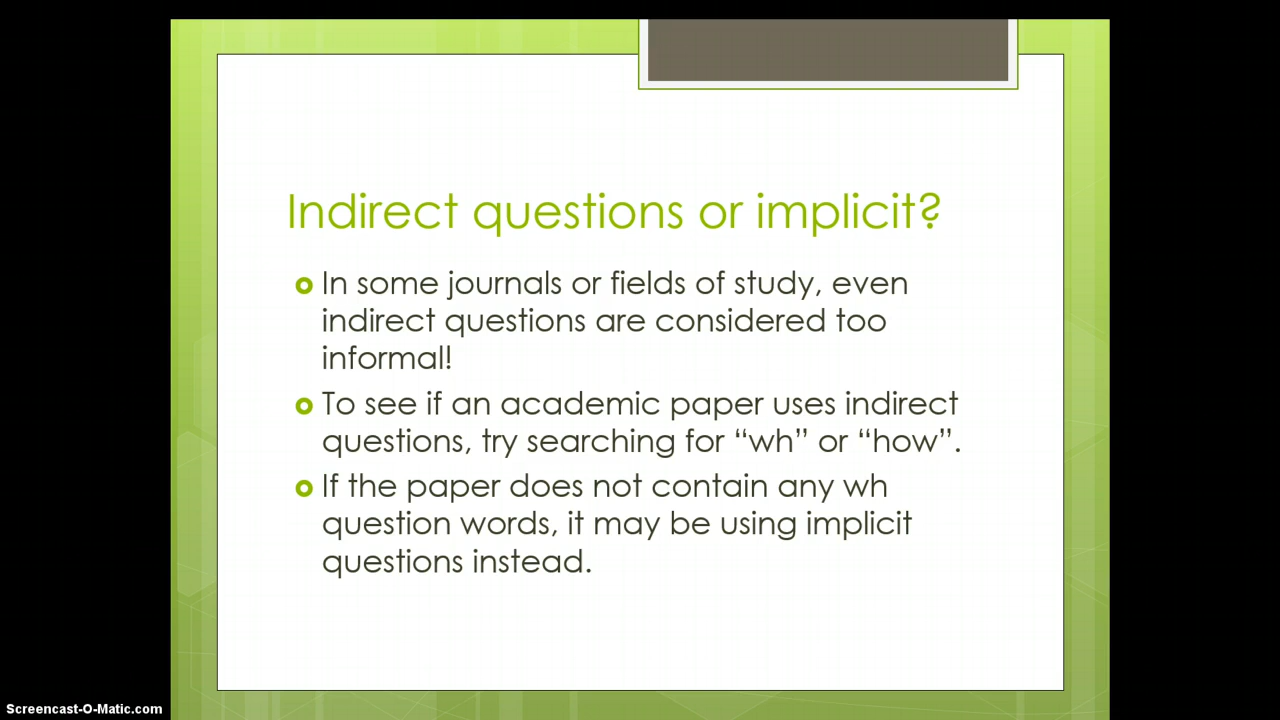 Indirect questions or implicit?
In some journals or fields of study, even
indirect questions are considered too
informal!
To see if an academic paper uses indirect
questions, try searching for “wh” or “how”.
If the paper does not contain any wh
question words, it may be using implicit
questions instead.
Screencast-O-Matic.com